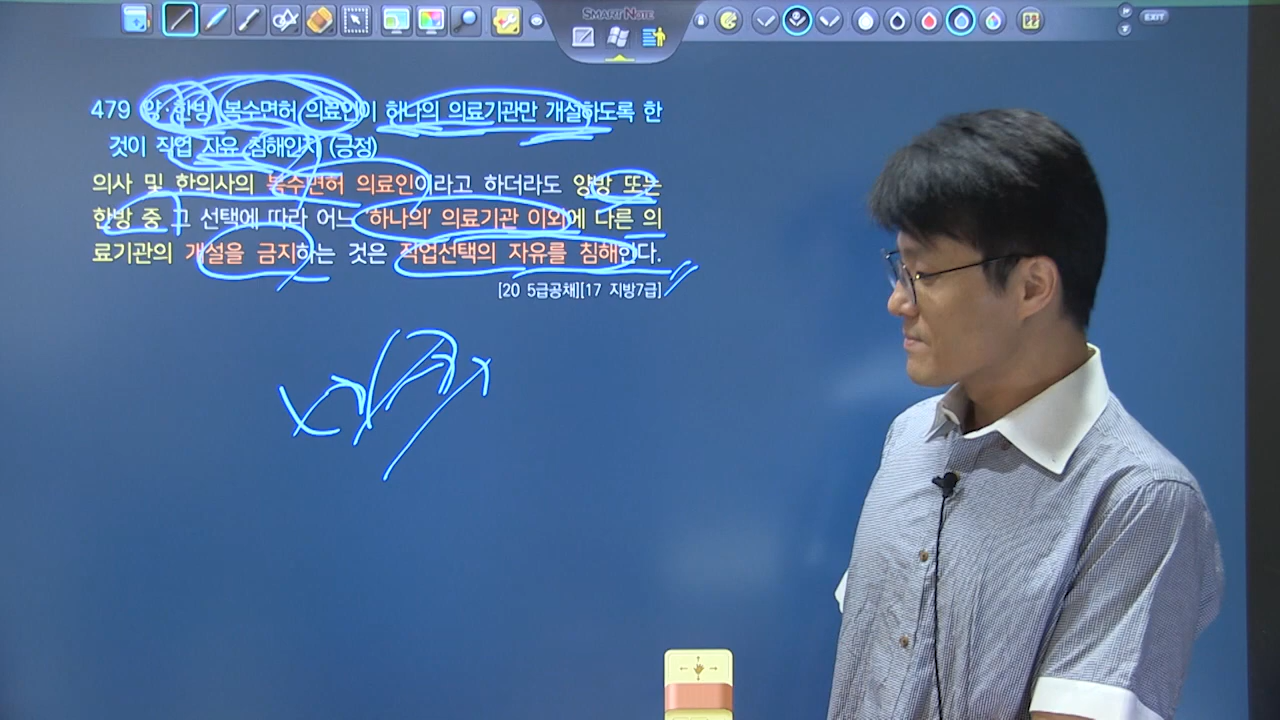 SMARTNOTE
EXIT
479 양·한방 복수면허 의료인이 하나의 의료기관만 개설하도록 한
것이 직업 자유 침해인지 (긍정)
의사 및 한의사의 복수면허 의료인이라고 하더라도 양방 또는
한방 중 그 선택에 따라 어느 '하나의' 의료기관 이외에 다른 의
료기관의 개설을 금지하는 것은 직업선택의 자유를 침해한다.
[20 5급공채][17 지방7급]